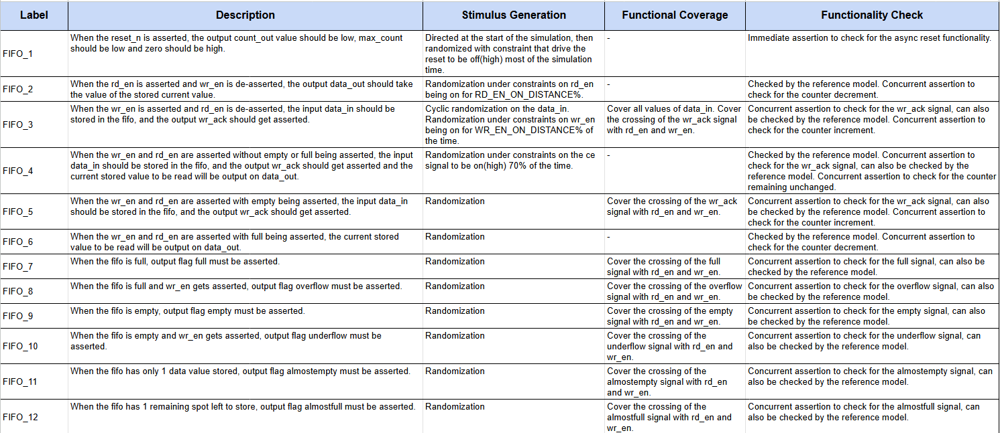 Label
Description
Stimulus Generation
Functional Coverage
Functionality Check
FIFO_1
When the reset_n is asserted, the output count_out value should be low, max_count
should be low and zero should be high.
Directed at the start of the simulation, then
randomized with constraint that drive the
reset to be off(high) most of the simulation
time.
-
Immediate assertion to check for the async reset functionality.
FIFO_2
When the rd_en is asserted and wr_en is de-asserted, the output data_out should take
the value of the stored current value.
Randomization under constraints on rd_en
being on for RD_EN_ON_DISTANCE%.
-
Checked by the reference model. Concurrent assertion to
check for the counter decrement.
FIFO_3
When the wr_en is asserted and rd_en is de-asserted, the input data_in should be
stored in the fifo, and the output wr_ack should get asserted.
Cyclic randomization on the data_in.
Randomization under constraints on wr_en
being on for WR_EN_ON_DISTANCE% of
the time.
Cover all values of data_in. Cover
the crossing of the wr_ack signal
with rd_en and wr_en.
Concurrent assertion to check for the wr_ack signal, can also
be checked by the reference model. Concurrent assertion to
check for the counter increment.
FIFO_4
When the wr_en and rd_en are asserted without empty or full being asserted, the input
data_in should be stored in the fifo, and the output wr_ack should get asserted and the
current stored value to be read will be output on data_out.
Randomization under constraints on the ce
signal to be on(high) 70% of the time.
-
Checked by the reference model. Concurrent assertion to
check for the wr_ack signal, can also be checked by the
reference model. Concurrent assertion to check for the counter
remaining unchanged.
FIFO_5
When the wr_en and rd_en are asserted with empty being asserted, the input data_in
should be stored in the fifo, and the output wr_ack should get asserted.
Randomization
Cover the crossing of the wr_ack
signal with rd_en and wr_en.
Concurrent assertion to check for the wr_ack signal, can also
be checked by the reference model. Concurrent assertion to
check for the counter increment.
FIFO_6
When the wr_en and rd_en are asserted with full being asserted, the current stored
value to be read will be output on data_out.
Randomization
-
Checked by the reference model. Concurrent assertion to
check for the counter decrement.
FIFO_7
When the fifo is full, output flag full must be asserted.
Randomization
Cover the crossing of the full
signal with rd_en and wr_en.
Concurrent assertion to check for the full signal, can also be
checked by the reference model.
FIFO_8
When the fifo is full and wr_en gets asserted, output flag overflow must be asserted.
Randomization
Cover the crossing of the overflow
signal with rd_en and wr_en.
Concurrent assertion to check for the overflow signal, can also
be checked by the reference model.
FIFO_9
When the fifo is empty, output flag empty must be asserted.
Randomization
Cover the crossing of the empty
signal with rd_en and wr_en.
Concurrent assertion to check for the empty signal, can also
be checked by the reference model.
FIFO_10
When the fifo is empty and wr_en gets asserted, output flag underflow must be
asserted.
Randomization
Cover the crossing of the
underflow signal with rd_en and
wr_en.
Concurrent assertion to check for the underflow signal, can
also be checked by the reference model.
FIFO_11
When the fifo has only 1 data value stored, output flag almostempty must be asserted.
Randomization
Cover the crossing of the
almostempty signal with rd_en
and wr_en.
Concurrent assertion to check for the almostempty signal, can
also be checked by the reference model.
FIFO_12
When the fifo has 1 remaining spot left to store, output flag almostfull must be asserted.
Randomization
Cover the crossing of the
almostfull signal with rd_en and
wr_en.
Concurrent assertion to check for the almostfull signal, can
also be checked by the reference model.